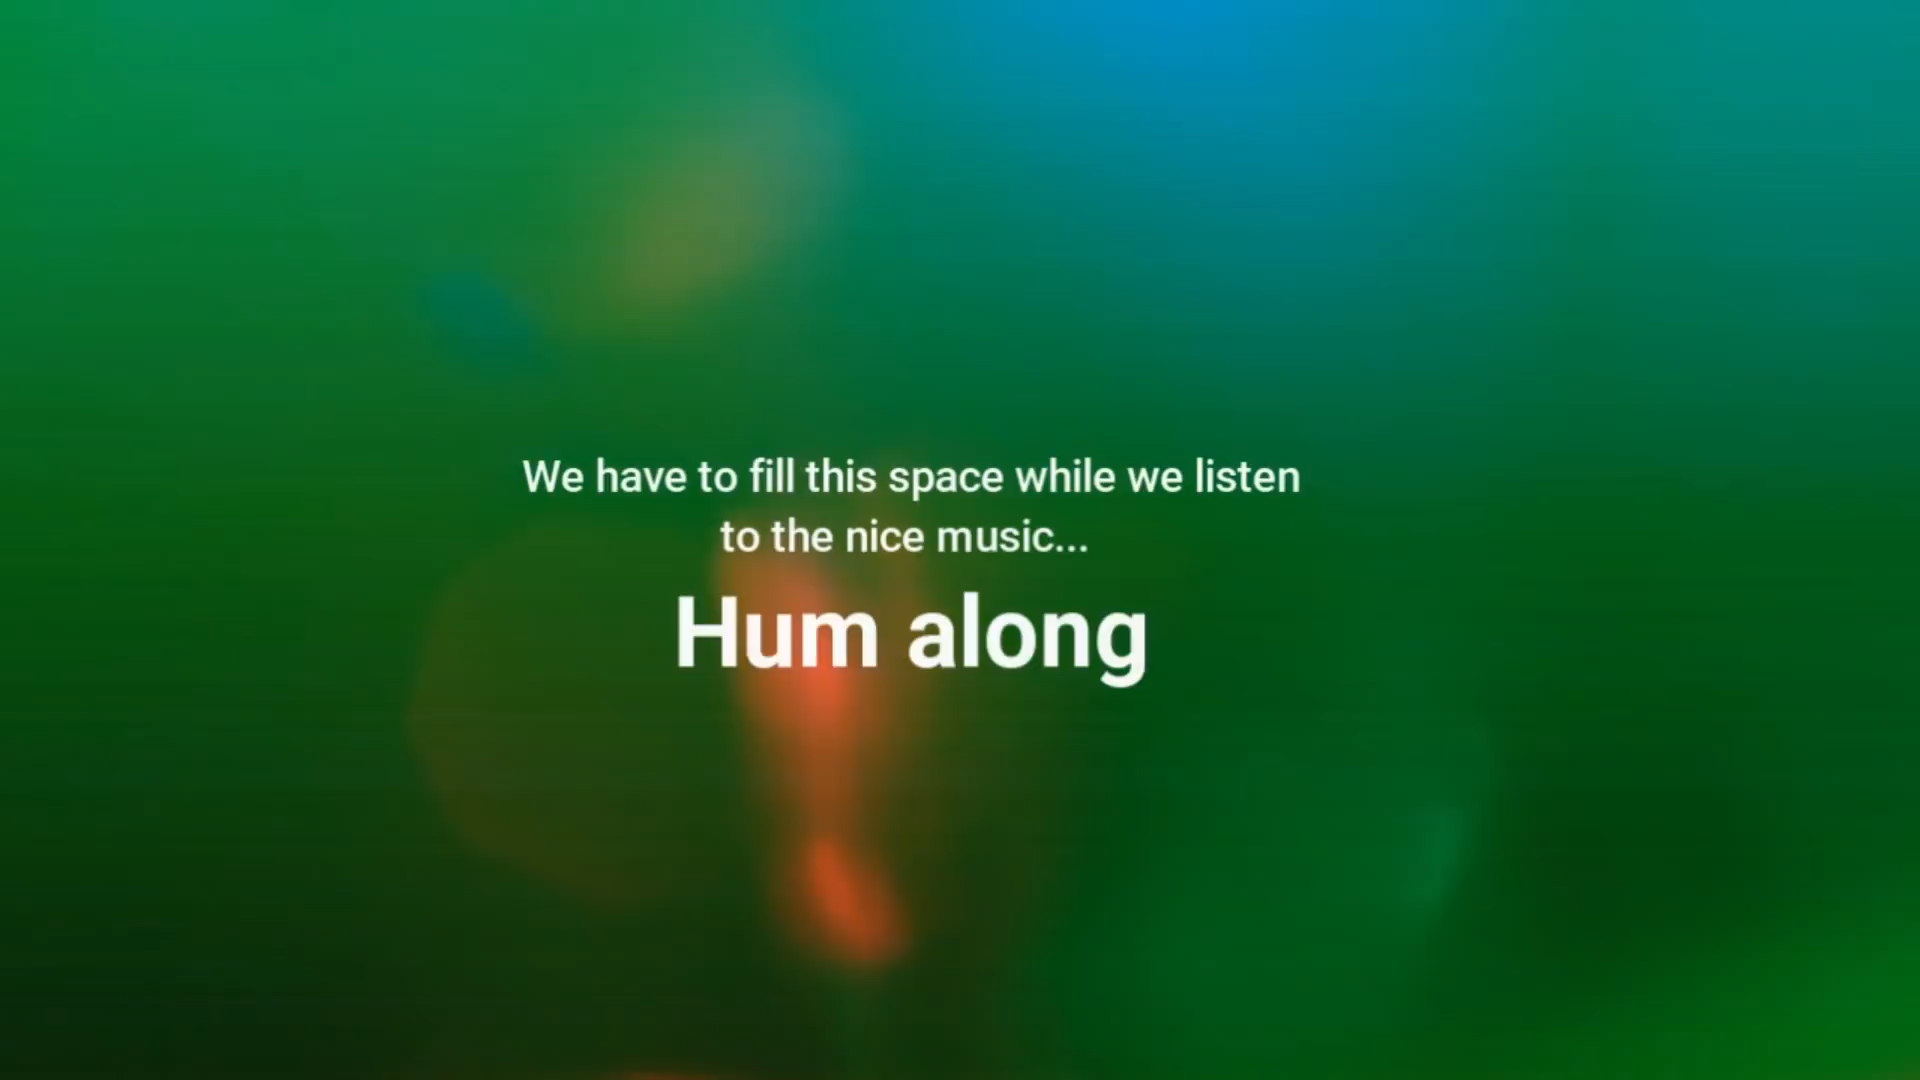 We have to fill this space while we listen
to the nice music...
Hum along